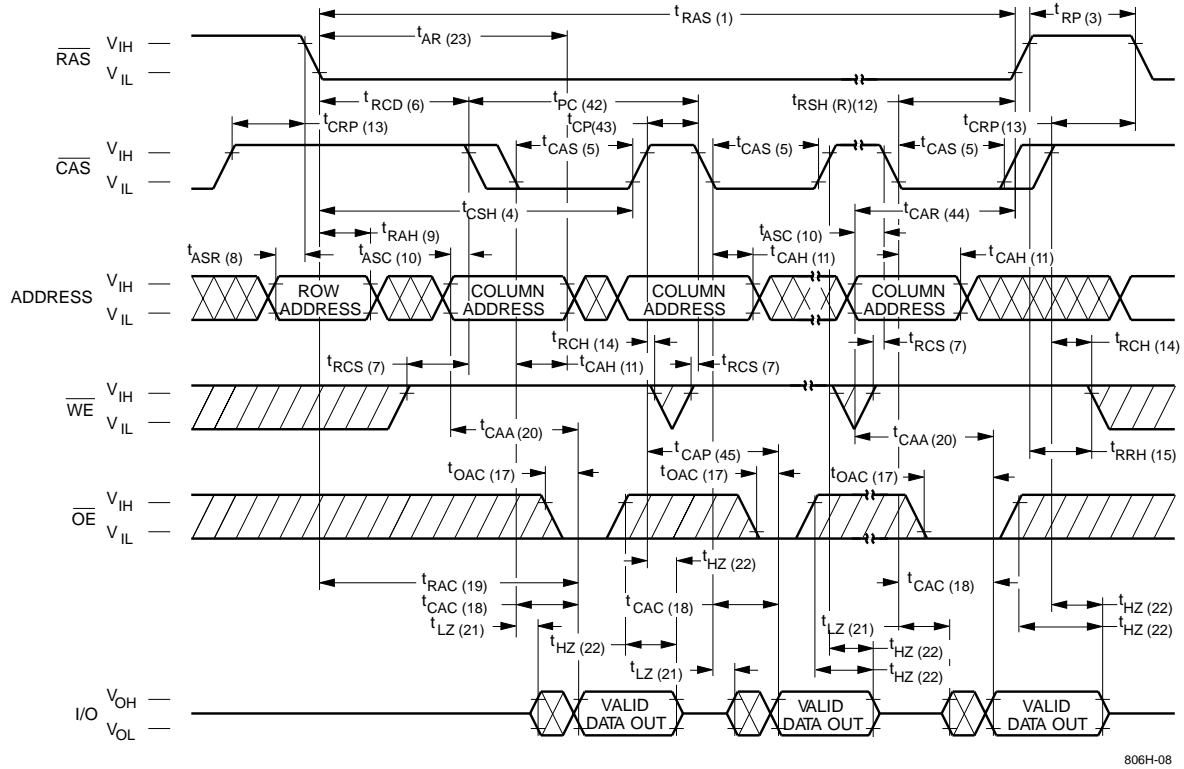 tRAS (1)
tRP (3)
tAR (23)
RAS
VIH
VIL
tRCD (6)
tPC (42)
tRSH (R)(12)
tCRP (13)
tCP(43)
tCRP (13)
CAS
VIH
VIL
tCAS (5)
tCAS (5)
tCAS (5)
tCSH (4)
tCAR (44)
tRAH (9)
tASC (10)
tASR (8)
tASC (10)
tCAH (11)
tCAH (11)
ADDRESS
VIH
VIL
ROW ADDRESS
COLUMN ADDRESS
COLUMN ADDRESS
COLUMN ADDRESS
tRCH (14)
tRCS (7)
tRCH (14)
tRCS (7)
tCAH (11)
tRCS (7)
WE
VIH
VIL
tCAA (20)
tCAA (20)
tCAP (45)
tRRH (15)
tOAC (17)
tOAC (17)
tOAC (17)
OE
VIH
VIL
tHZ (22)
tRAC (19)
tCAC (18)
tCAC (18)
tCAC (18)
tHZ (22)
tLZ (21)
tLZ (21)
tHZ (22)
tHZ (22)
tHZ (22)
tLZ (21)
tHZ (22)
I/O
VOH
VOL
VALID DATA OUT
VALID DATA OUT
VALID DATA OUT
806H-08